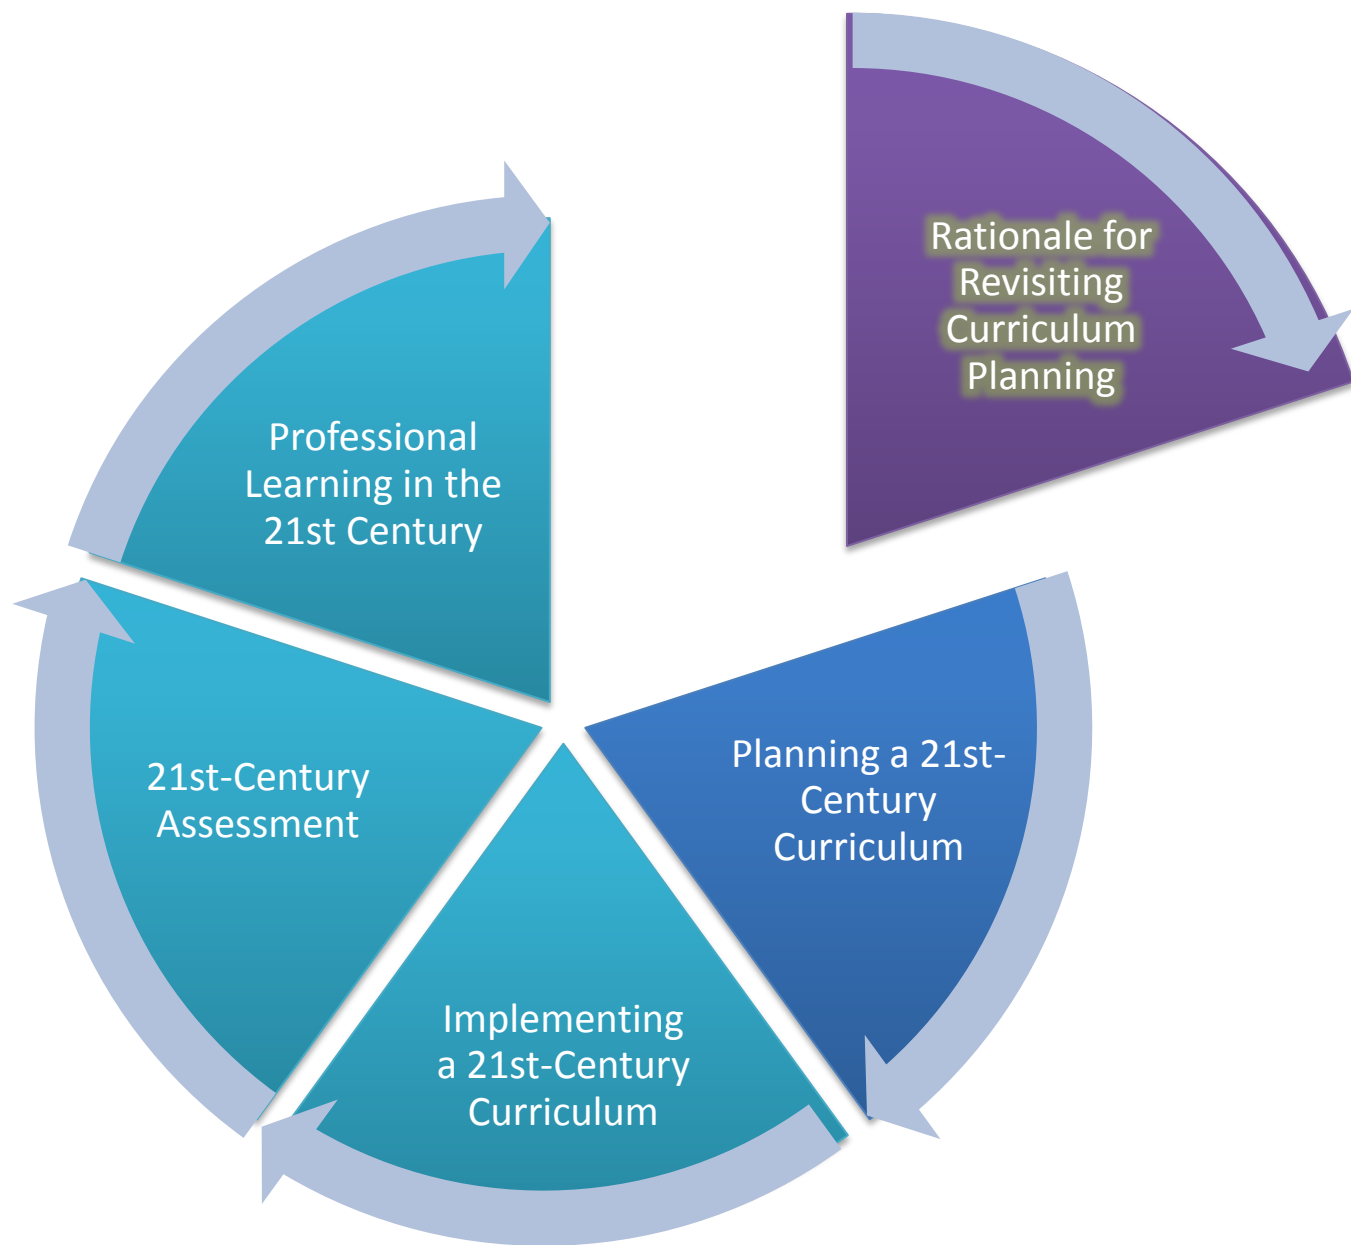 Rationale for
Revisiting
Curriculum
Planning
Planning a 21st-
Century
Curriculum
Implementing
a 21st-Century
Curriculum
21st-Century
Assessment
Professional
Learning in the
21st Century